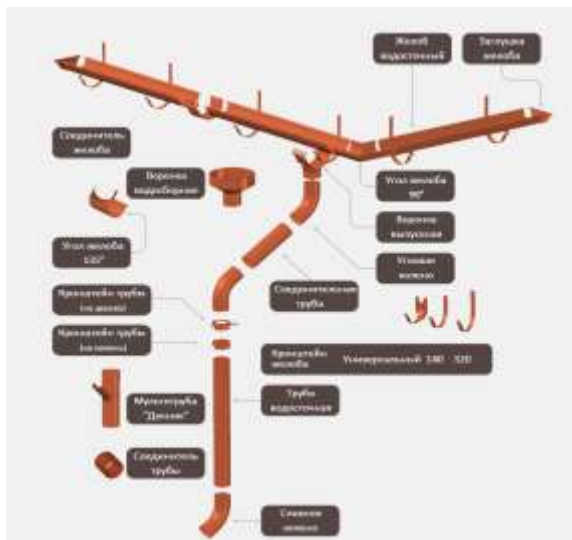 Желоб
водосточный
Заглушка
желоба
Соединитель
желоба
Воронка
водосборная
Угол желоба
90°
Воронка
выпускная
Угол желоба
135°
Угловое
колено
Соединительная
труба
Кронштейн трубы
(на дерево)
Кронштейн трубы
(на камень)
Кронштейн
желоба
Универсальный
140
320
Мультитруба
"Дачник"
Труба
водосточная
Соединитель
трубы
Сливное
колено